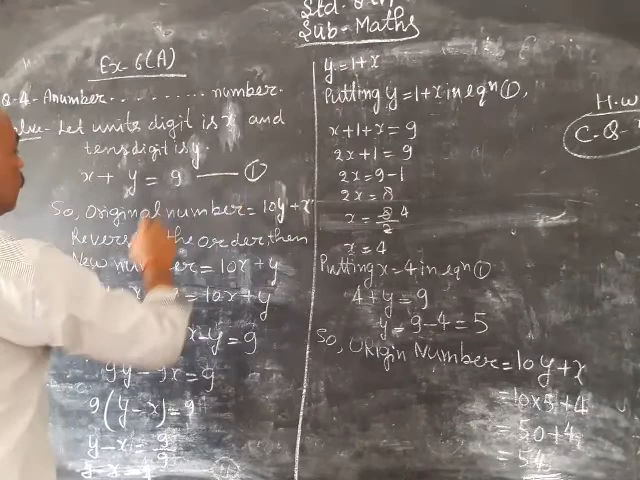 Sub-Maths
Ex-6(A)
Q-4-A number.......... number.
Let units digit is x and
tens digit is y.
x + y = 9 — ①
So, Original number = 10y + x
the order then
New number = 10x + y
= 10x + y
x - y = 9
9y - 9x = 9
9(y-x) = 9
y-x = 9/9
y = 1 + x
Putting y = 1+x in eqⁿ ①,
x+1+x = 9
2x+1 = 9
2x = 9-1
2x = 8
x = 8/2 4
x = 4
Putting x = 4 in eqⁿ ①
4 + y = 9
y = 9-4 = 5
So, Origin Number = 10y + x
= 10×5+4
= 50+4
= 54
H.W
C-Q-